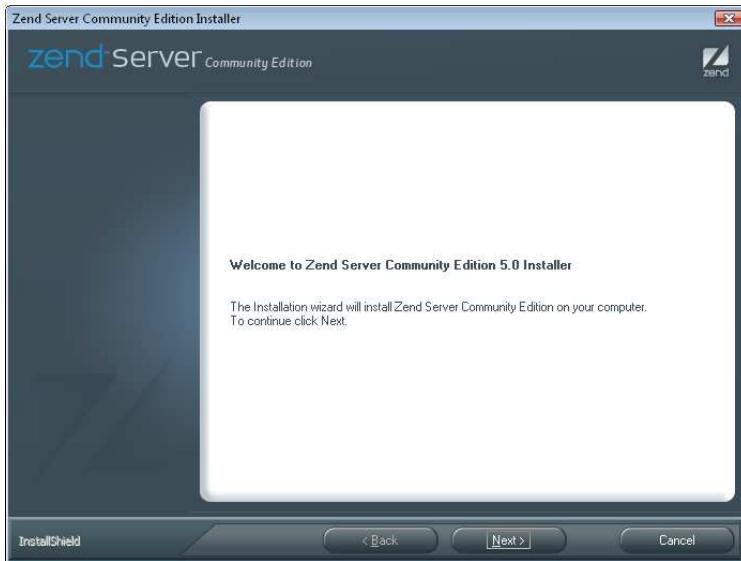 Zend Server Community Edition Installer
zend Server Community Edition
zend
Welcome to Zend Server Community Edition 5.0 Installer
The Installation wizard will install Zend Server Community Edition on your computer.
To continue click Next.
InstallShield
< Back
Next >
Cancel